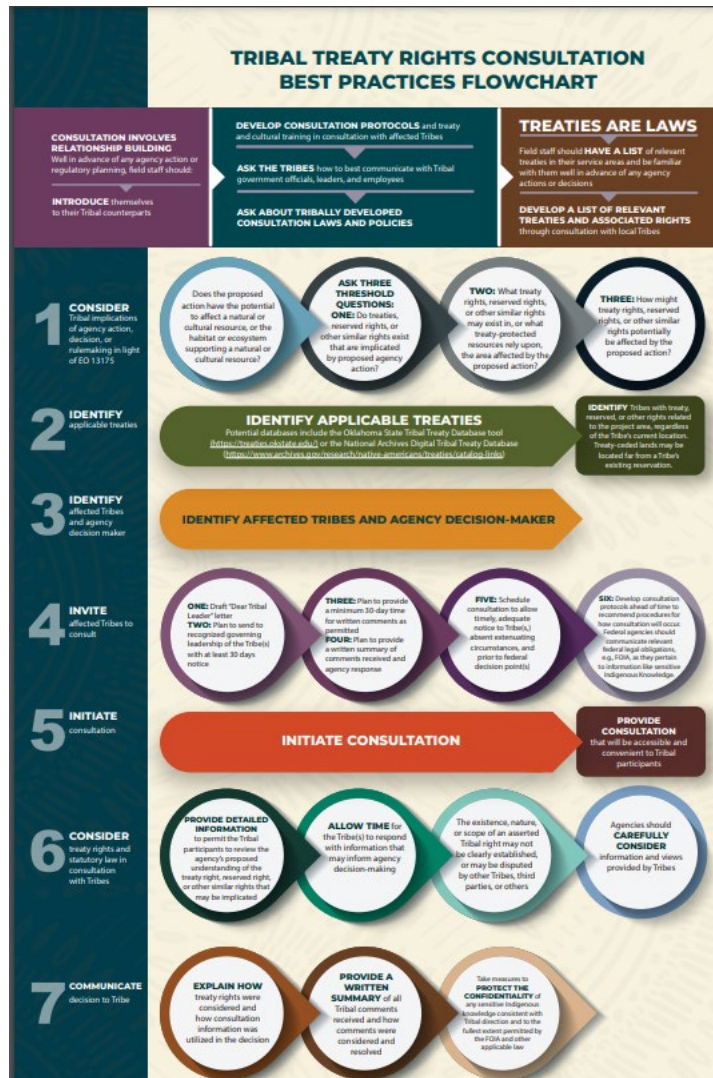 TRIBAL TREATY RIGHTS CONSULTATION
BEST PRACTICES FLOWCHART
CONSULTATION INVOLVES
RELATIONSHIP BUILDING
Well in advance of any agency action or
regulatory planning, field staff should:
INTRODUCE themselves
to their Tribal counterparts
DEVELOP CONSULTATION PROTOCOLS and treaty
and cultural training in consultation with affected Tribes
ASK THE TRIBES how to best communicate with Tribal
government officials, leaders, and employees
ASK ABOUT TRIBALLY DEVELOPED
CONSULTATION LAWS AND POLICIES
TREATIES ARE LAWS
Field staff should HAVE A LIST of relevant
treaties in their service areas and be familiar
with them well in advance of any agency
actions or decisions
DEVELOP A LIST OF RELEVANT
TREATIES AND ASSOCIATED RIGHTS
through consultation with local Tribes
1 CONSIDER
Tribal implications
of agency action,
decision, or
rulemaking in light
of EO 13175
Does the proposed
action have the potential
to affect a natural or
cultural resource, or the
habitat or ecosystem
supporting a natural or
cultural resource?
ASK THREE
THRESHOLD
QUESTIONS:
ONE: Do treaties,
reserved rights, or
other similar rights exist
that are implicated by
proposed agency
action?
TWO: What treaty
rights, reserved rights,
or other similar rights
may exist in, or what
treaty-protected
resources rely upon,
the area affected by the
proposed action?
THREE: How might
treaty rights, reserved
rights, or other similar
rights potentially
be affected by the
proposed action?
2 IDENTIFY
applicable treaties
IDENTIFY APPLICABLE TREATIES
Potential databases include the Oklahoma State Tribal Treaty Database tool
(https://treaties.okstate.edu/) or the National Archives Digital Tribal Treaty Database
(https://www.archives.gov/research/native-americans/treaties/catalog-links)
IDENTIFY Tribes with treaty,
reserved, or other rights related
to the project area, regardless
of the Tribe's current location.
Treaty-ceded lands may be
located far from a Tribe's
existing reservation.
3 IDENTIFY
affected Tribes
and agency
decision maker
IDENTIFY AFFECTED TRIBES AND AGENCY DECISION-MAKER
4 INVITE
affected Tribes to
consult
ONE: Draft "Dear Tribal
Leader" letter
TWO: Plan to send to
recognized governing
leadership of the Tribe(s)
with at least 30 days
notice
THREE: Plan to provide
a minimum 30-day time
for written comments as
permitted
FOUR: Plan to provide
a written summary of
comments received and
agency response
FIVE: Schedule
consultation to allow
timely, adequate
notice to Tribe(s,)
absent extenuating
circumstances, and
prior to federal
decision point(s)
SIX: Develop consultation
protocols ahead of time to
recommend procedures for
how consultation will occur.
Federal agencies should
communicate relevant
federal legal obligations,
e.g., FOIA, as they pertain
to information like sensitive
Indigenous Knowledge.
5 INITIATE
consultation
INITIATE CONSULTATION
PROVIDE
CONSULTATION
that will be accessible and
convenient to Tribal
participants
6 CONSIDER
treaty rights and
statutory law in
consultation
with Tribes
PROVIDE DETAILED
INFORMATION
to permit the Tribal
participants to review the
agency's proposed
understanding of the
treaty right, reserved right,
or other similar rights that
may be implicated
ALLOW TIME for
the Tribe(s) to respond
with information that
may inform agency
decision-making
The existence, nature,
or scope of an asserted
Tribal right may not
be clearly established,
or may be disputed
by other Tribes, third
parties, or others
Agencies should
CAREFULLY
CONSIDER
information and views
provided by Tribes
7 COMMUNICATE
decision to Tribe
EXPLAIN HOW
treaty rights were
considered and
how consultation
information was
utilized in the decision
PROVIDE A
WRITTEN
SUMMARY of all
Tribal comments
received and how
comments were
considered and
resolved
Take measures to
PROTECT THE
CONFIDENTIALITY of
any sensitive Indigenous
knowledge consistent with
Tribal direction and to the
fullest extent permitted by
the FOIA and other
applicable law